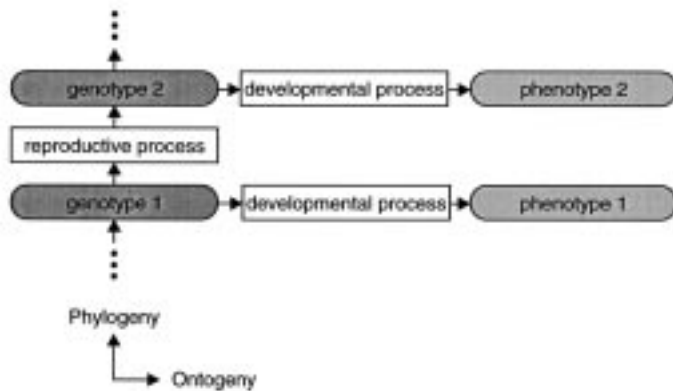 genotype 2
developmental process
phenotype 2
reproductive process
genotype 1
developmental process
phenotype 1
Phylogeny
Ontogeny